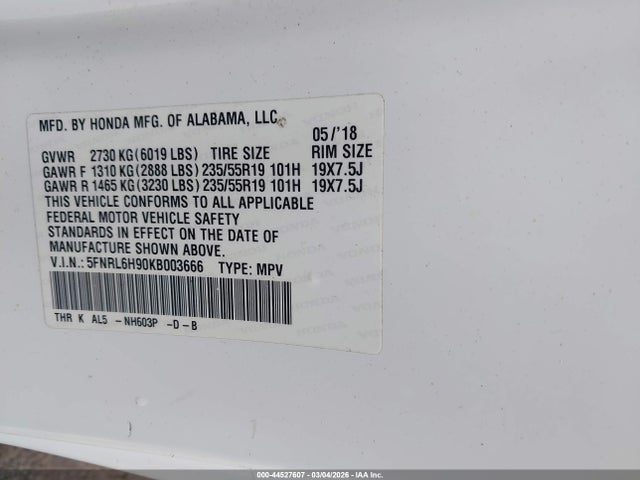 MFD. BY HONDA MFG. OF ALABAMA, LLC
05/'18
GVWR 2730 KG(6019 LBS) TIRE SIZE RIM SIZE
GAWR F 1310 KG(2888 LBS) 235/55R19 101H 19X7.5J
GAWR R 1465 KG(3230 LBS) 235/55R19 101H 19X7.5J
THIS VEHICLE CONFORMS TO ALL APPLICABLE
FEDERAL MOTOR VEHICLE SAFETY
STANDARDS IN EFFECT ON THE DATE OF
MANUFACTURE SHOWN ABOVE.
V.I.N.: 5FNRL6H90KB003666 TYPE: MPV
THR K AL5 -NH603P -D-B
000-44527607 - 03/04/2026 - IAAI.COM